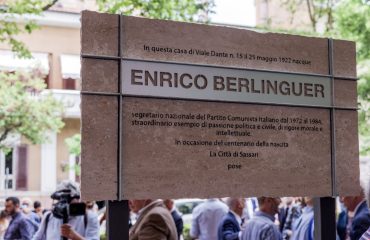 In questa casa di Viale Dante n. 15 il 25 maggio 1922 nacque
ENRICO BERLINGUER
segretario nazionale del Partito Comunista Italiano dal 1972 al 1984,
straordinario esempio di passione politica e civile, di rigore morale e
intellettuale.
In occasione del centenario della nascita
La Città di Sassari
pose